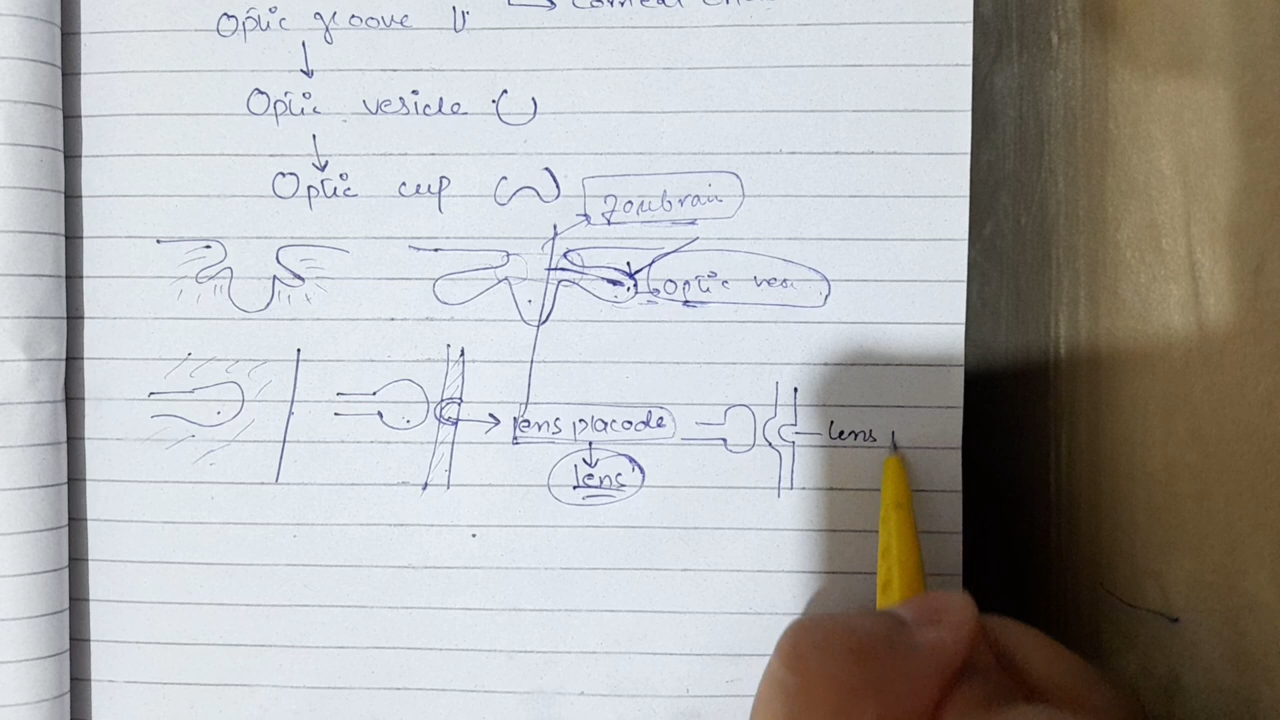 Optic groove
Optic vesicle
Optic cup
Forebrain
Optic vesi
lens placode
lens
lens